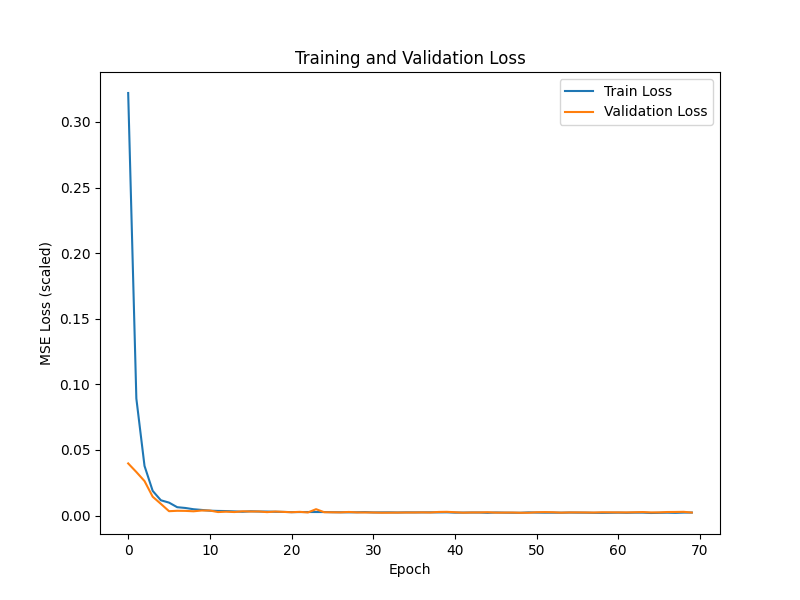 Training and Validation Loss
Train Loss
Validation Loss
0.30
0.25
0.20
0.15
0.10
0.05
0.00
MSE Loss (scaled)
0 10 20 30 40 50 60 70
Epoch